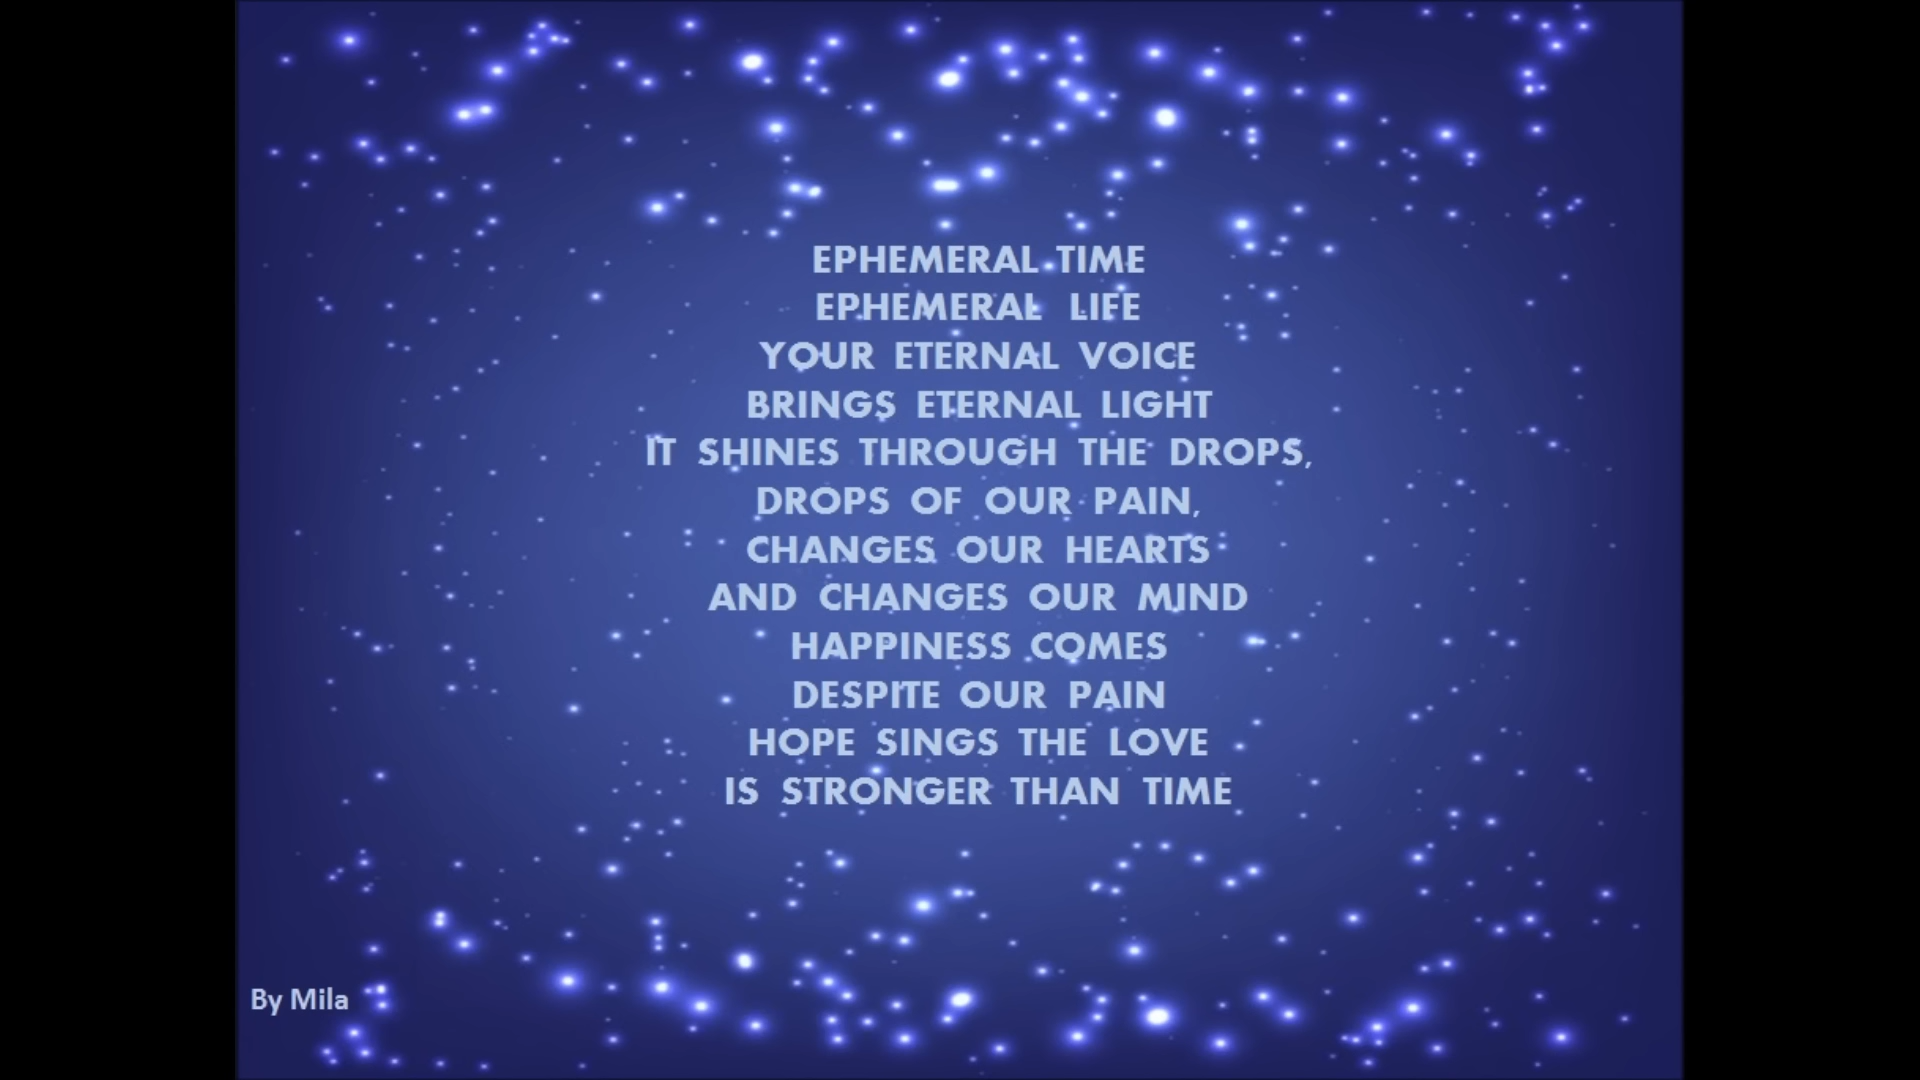 EPHEMERAL TIME
EPHEMERAL LIFE
YOUR ETERNAL VOICE
BRINGS ETERNAL LIGHT
IT SHINES THROUGH THE DROPS,
DROPS OF OUR PAIN,
CHANGES OUR HEARTS
AND CHANGES OUR MIND
HAPPINESS COMES
DESPITE OUR PAIN
HOPE SINGS THE LOVE
IS STRONGER THAN TIME
By Mila